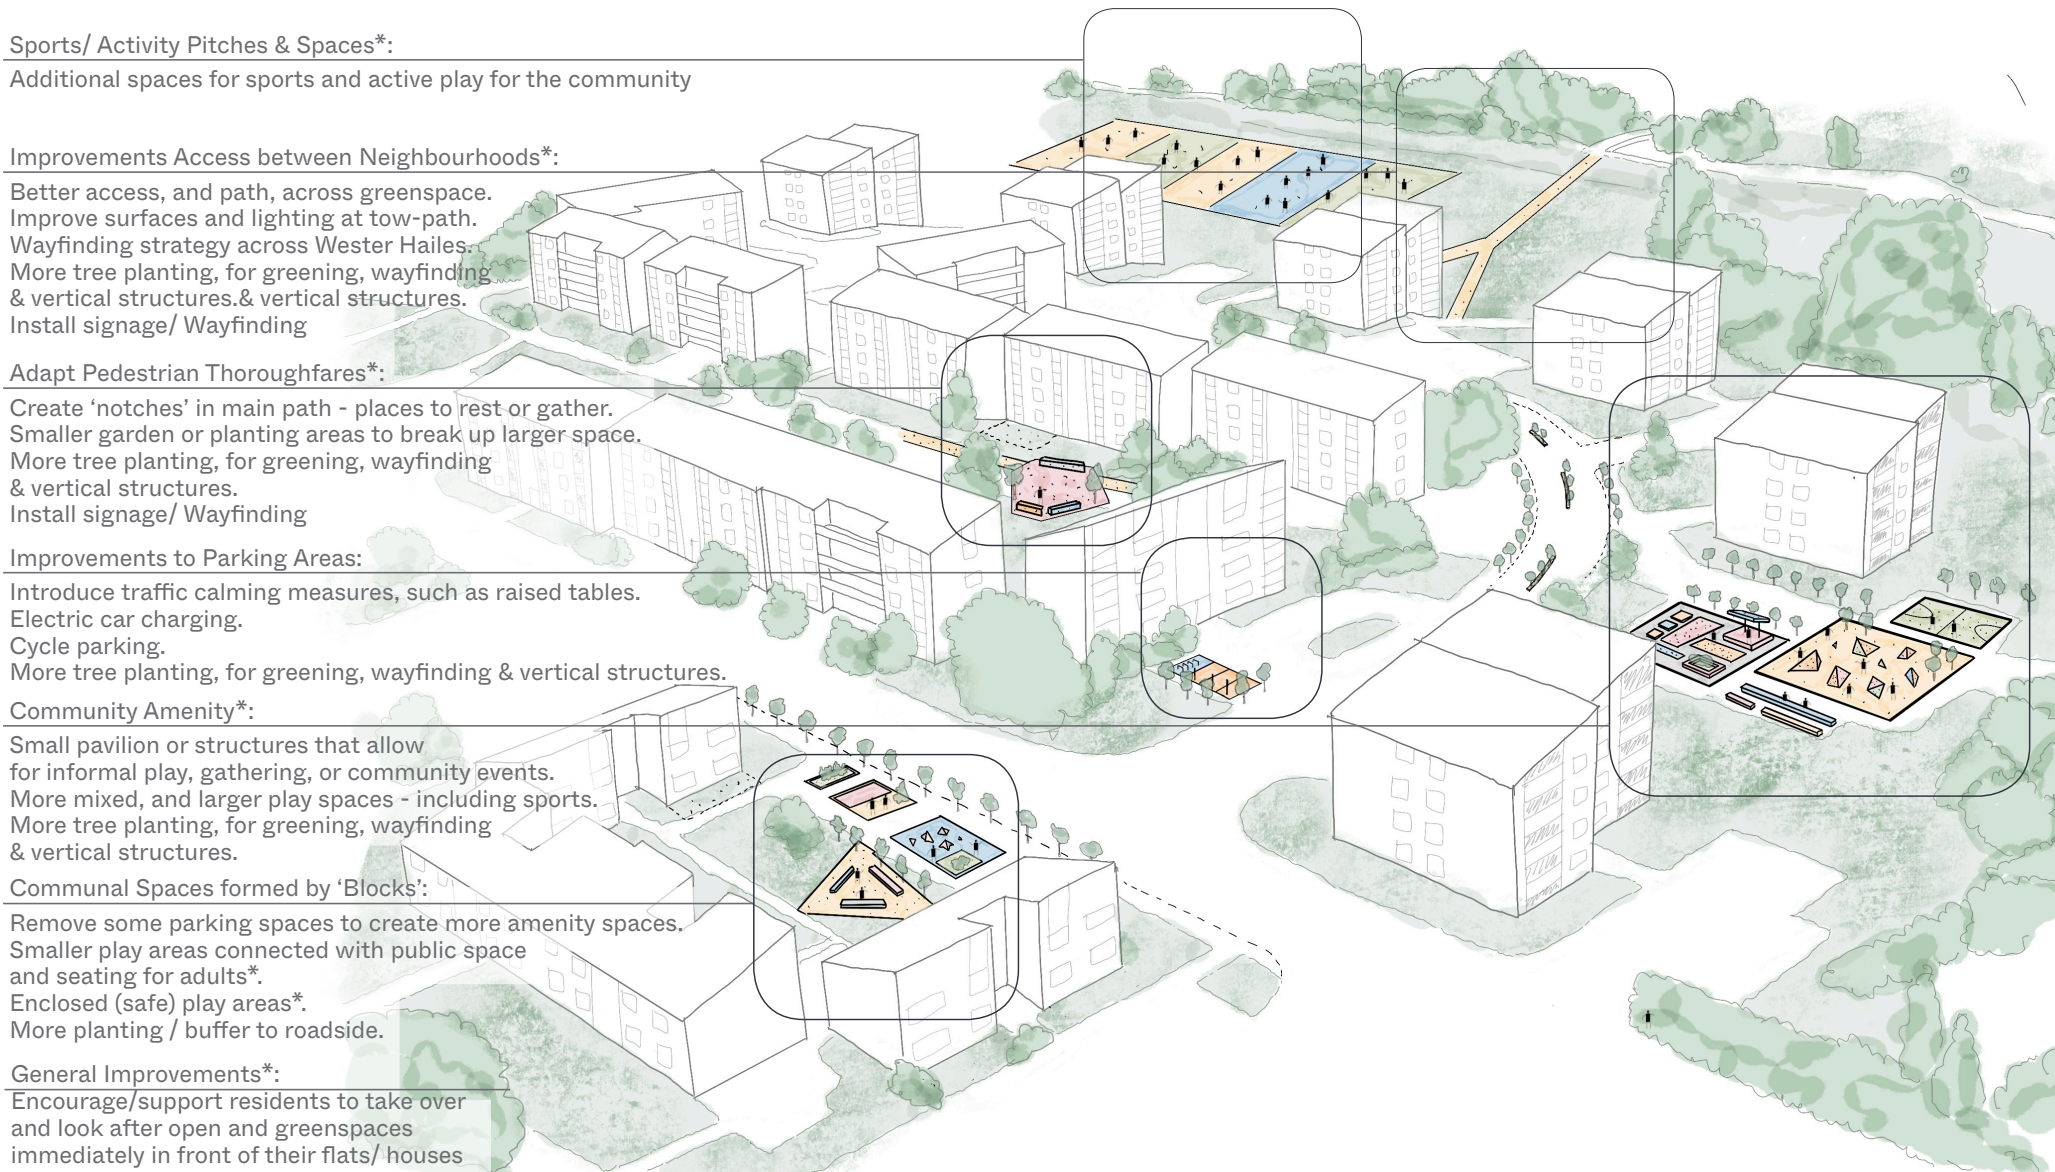 Sports/ Activity Pitches & Spaces*:
Additional spaces for sports and active play for the community
Improvements Access between Neighbourhoods*:
Better access, and path, across greenspace.
Improve surfaces and lighting at tow-path.
Wayfinding strategy across Wester Hailes.
More tree planting, for greening, wayfinding
& vertical structures.& vertical structures.
Install signage/ Wayfinding
Adapt Pedestrian Thoroughfares*:
Create ‘notches’ in main path - places to rest or gather.
Smaller garden or planting areas to break up larger space.
More tree planting, for greening, wayfinding
& vertical structures.
Install signage/ Wayfinding
Improvements to Parking Areas:
Introduce traffic calming measures, such as raised tables.
Electric car charging.
Cycle parking.
More tree planting, for greening, wayfinding & vertical structures.
Community Amenity*:
Small pavilion or structures that allow
for informal play, gathering, or community events.
More mixed, and larger play spaces - including sports.
More tree planting, for greening, wayfinding
& vertical structures.
Communal Spaces formed by ‘Blocks’:
Remove some parking spaces to create more amenity spaces.
Smaller play areas connected with public space
and seating for adults*.
Enclosed (safe) play areas*.
More planting / buffer to roadside.
General Improvements*:
Encourage/support residents to take over
and look after open and greenspaces
immediately in front of their flats/ houses